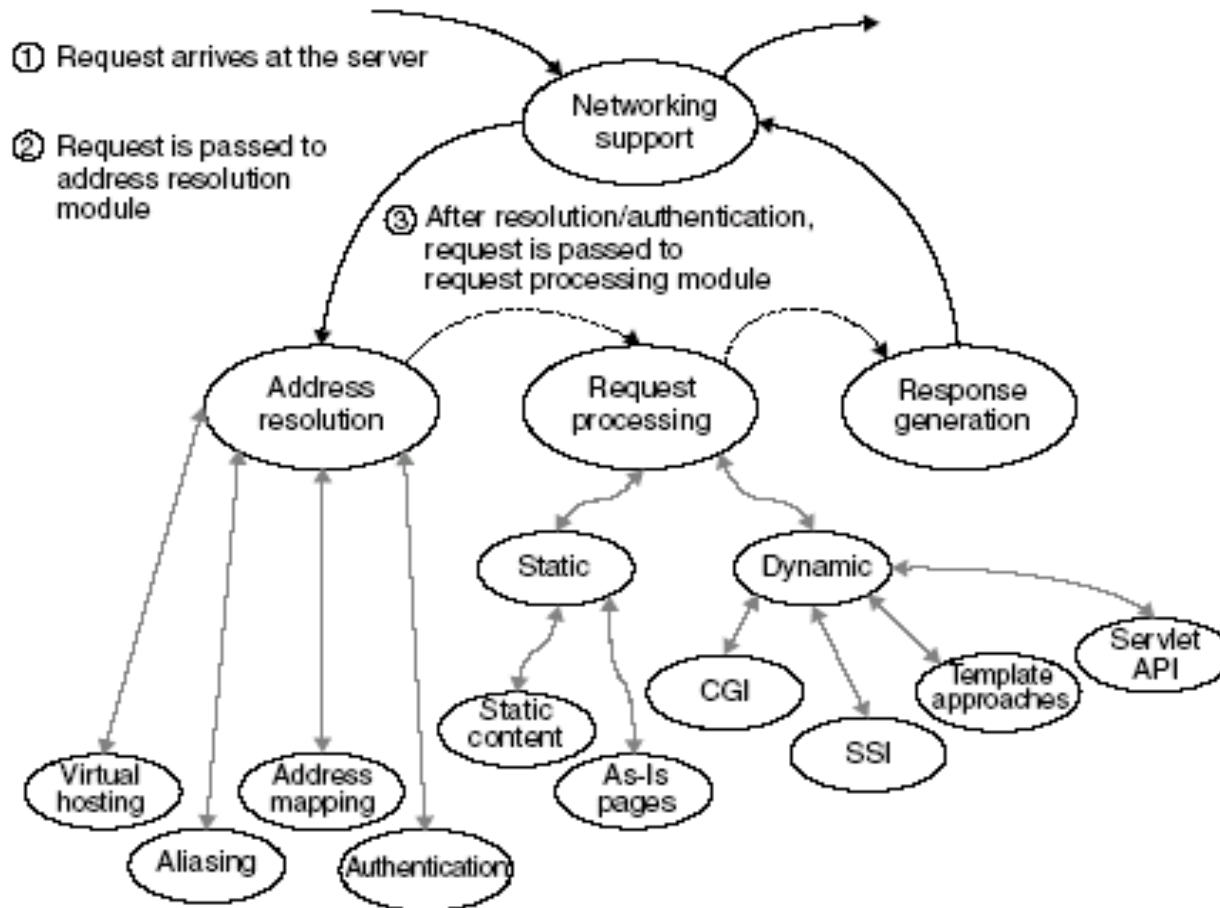 ① Request arrives at the server
Networking
support
② Request is passed to
address resolution
module
③ After resolution/authentication,
request is passed to
request processing module
Address
resolution
Request
processing
Response
generation
Static
Dynamic
Servlet
API
Static
content
CGI
Template
approaches
SSI
Virtual
hosting
Address
mapping
As-Is
pages
Aliasing
Authentication